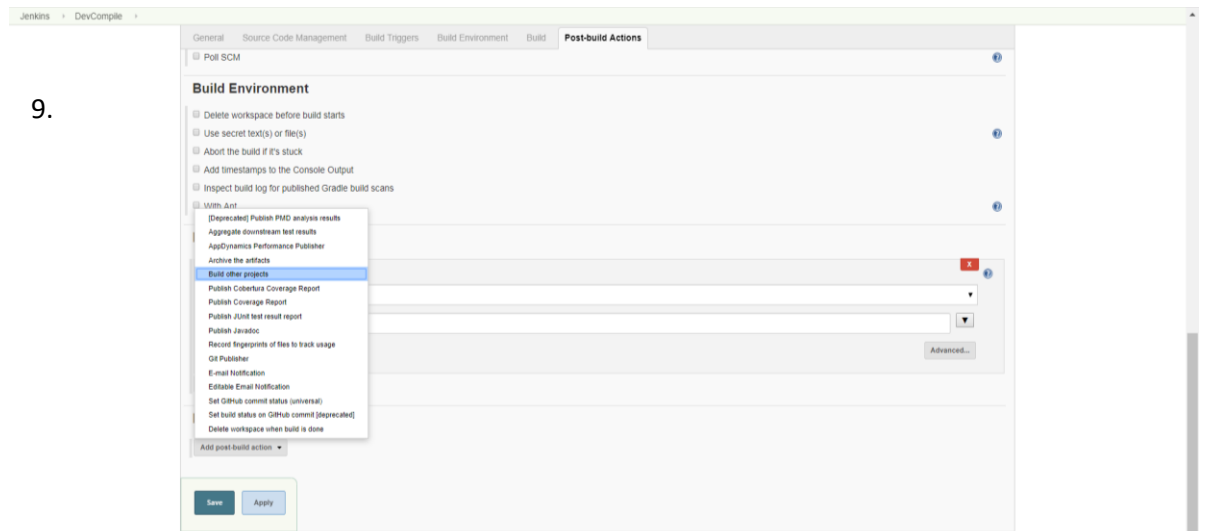 Jenkins › DevCompile ›
General Source Code Management Build Triggers Build Environment Build Post-build Actions
Poll SCM
Build Environment
9.
Delete workspace before build starts
Use secret text(s) or file(s)
Abort the build if it's stuck
Add timestamps to the Console Output
Inspect build log for published Gradle build scans
With Ant
[Deprecated] Publish PMD analysis results
Aggregate downstream test results
AppDynamics Performance Publisher
Archive the artifacts
X
Build other projects
Publish Cobertura Coverage Report
Publish Coverage Report
Publish JUnit test result report
Publish Javadoc
Record fingerprints of files to track usage
Advanced...
Git Publisher
E-mail Notification
Editable Email Notification
Set GitHub commit status (universal)
Set build status on GitHub commit [deprecated]
Delete workspace when build is done
Add post-build action
Save Apply